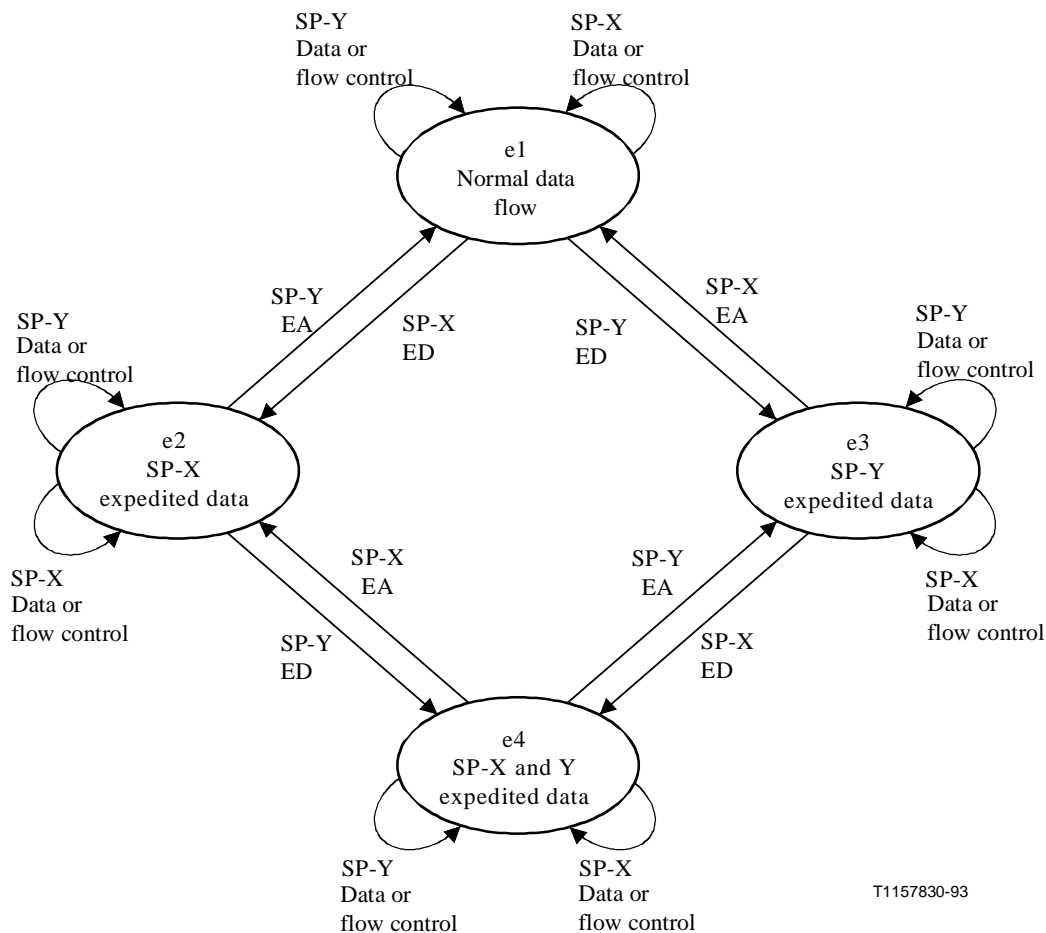 SP-Y
Data or
flow control
SP-X
Data or
flow control
e1
Normal data
flow
SP-Y
EA
SP-X
ED
SP-Y
ED
SP-X
EA
SP-Y
Data or
flow control
SP-Y
Data or
flow control
e2
SP-X
expedited data
e3
SP-Y
expedited data
SP-X
Data or
flow control
SP-X
EA
SP-Y
ED
SP-Y
EA
SP-X
ED
SP-X
Data or
flow control
e4
SP-X and Y
expedited data
SP-Y
Data or
flow control
SP-X
Data or
flow control
T1157830-93